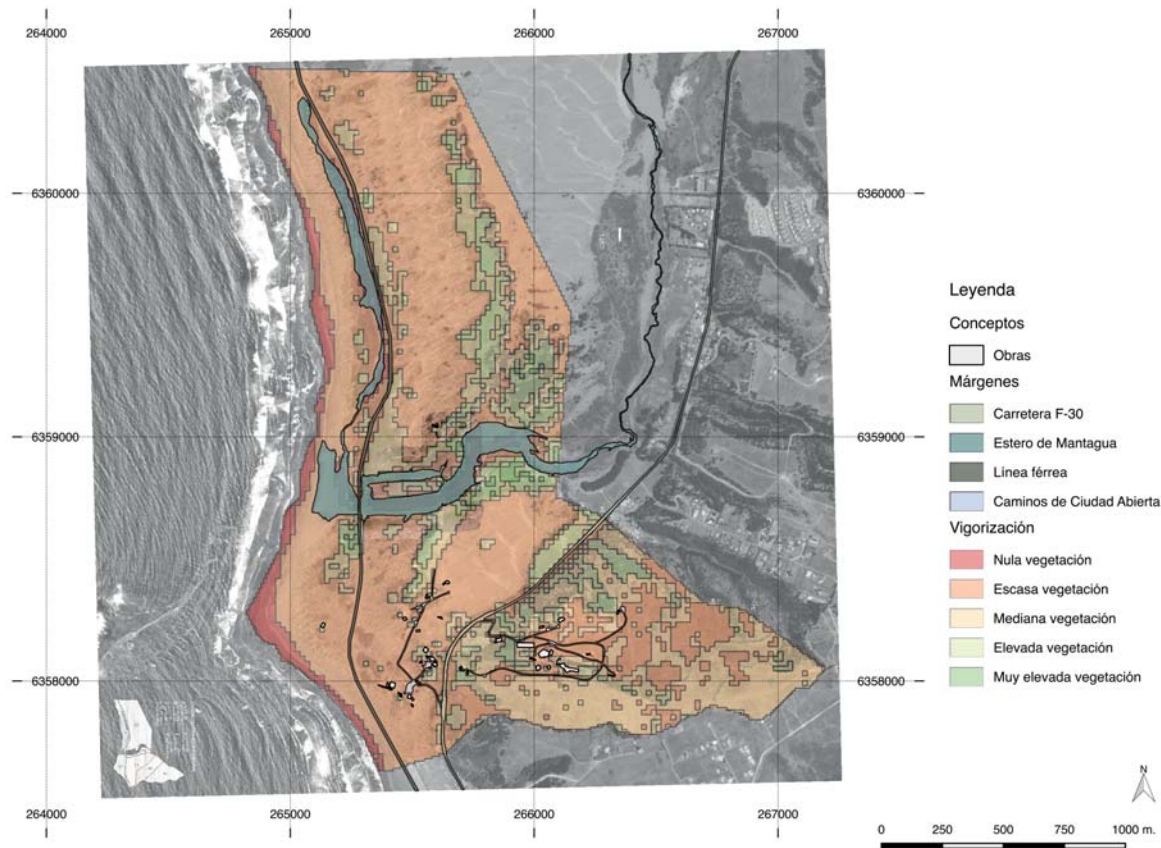 264000 265000 266000 267000
6360000 6360000
6359000 6359000
6358000 6358000
264000 265000 266000 267000
Leyenda
Conceptos
Obras
Márgenes
Carretera F-30
Estero de Mantagua
Línea férrea
Caminos de Ciudad Abierta
Vigorización
Nula vegetación
Escasa vegetación
Mediana vegetación
Elevada vegetación
Muy elevada vegetación
N
0 250 500 750 1000 m.